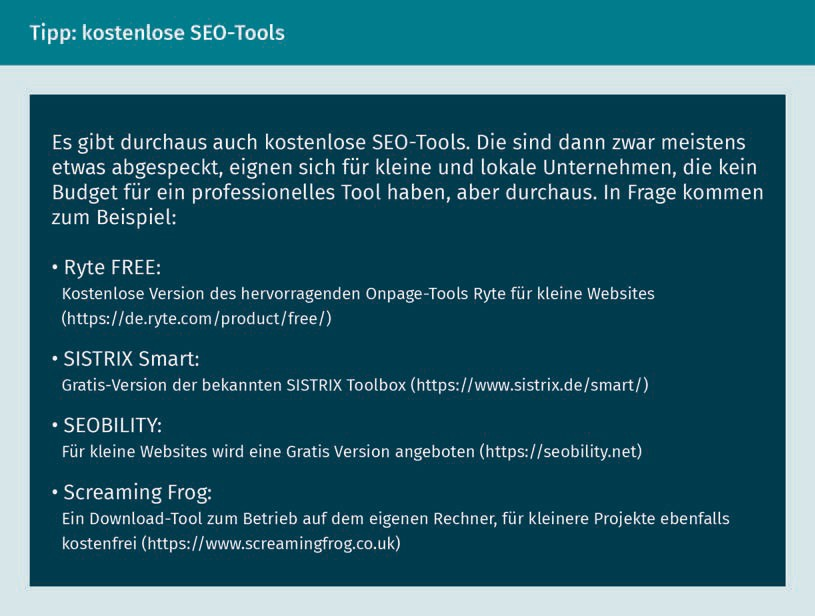 Tipp: kostenlose SEO-Tools
Es gibt durchaus auch kostenlose SEO-Tools. Die sind dann zwar meistens
etwas abgespeckt, eignen sich für kleine und lokale Unternehmen, die kein
Budget für ein professionelles Tool haben, aber durchaus. In Frage kommen
zum Beispiel:
• Ryte FREE:
Kostenlose Version des hervorragenden Onpage-Tools Ryte für kleine Websites
(https://de.ryte.com/product/free/)
• SISTRIX Smart:
Gratis-Version der bekannten SISTRIX Toolbox (https://www.sistrix.de/smart/)
• SEOBILITY:
Für kleine Websites wird eine Gratis Version angeboten (https://seobility.net)
• Screaming Frog:
Ein Download-Tool zum Betrieb auf dem eigenen Rechner, für kleinere Projekte ebenfalls
kostenfrei (https://www.screamingfrog.co.uk)